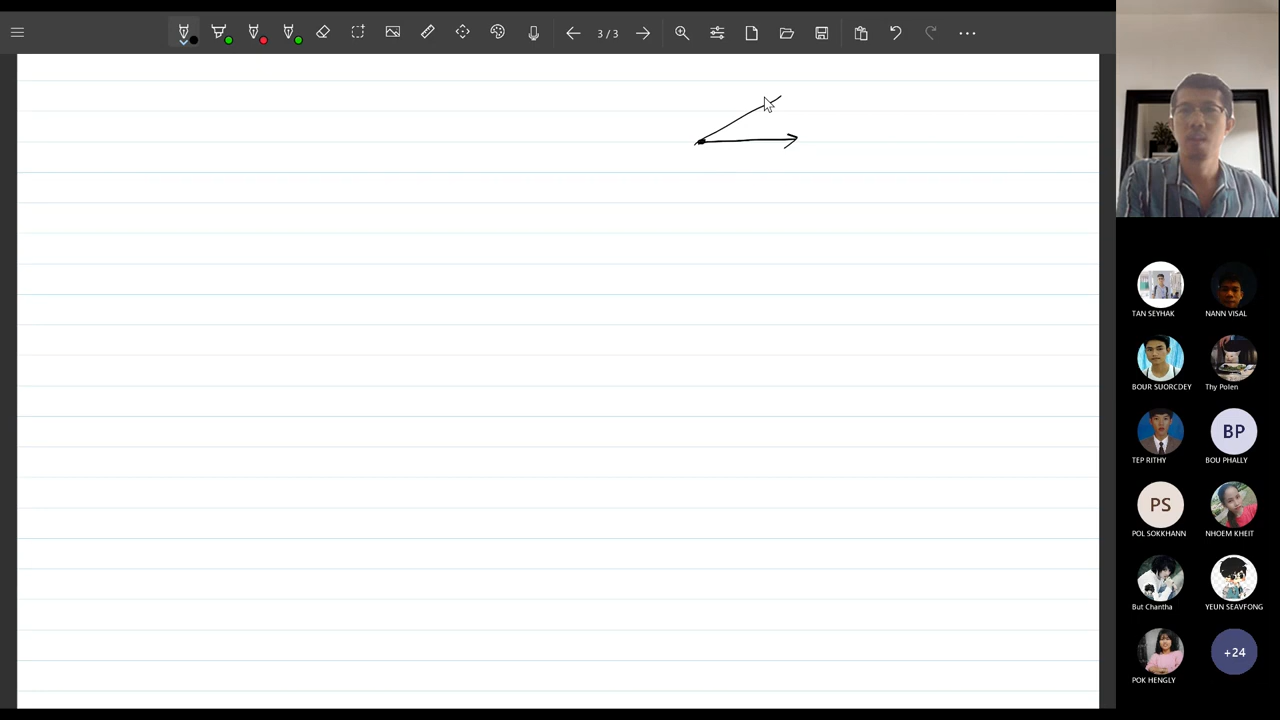 3 / 3
TAN SEYHAK
NANN VISAL
BOUR SUORCDEY
Thy Polen
BP
TEP RITHY
BOU PHALLY
PS
POL SOKKHANN
NHOEM KHEIT
But Chantha
YEUN SEAVFONG
+24
POK HENGLY